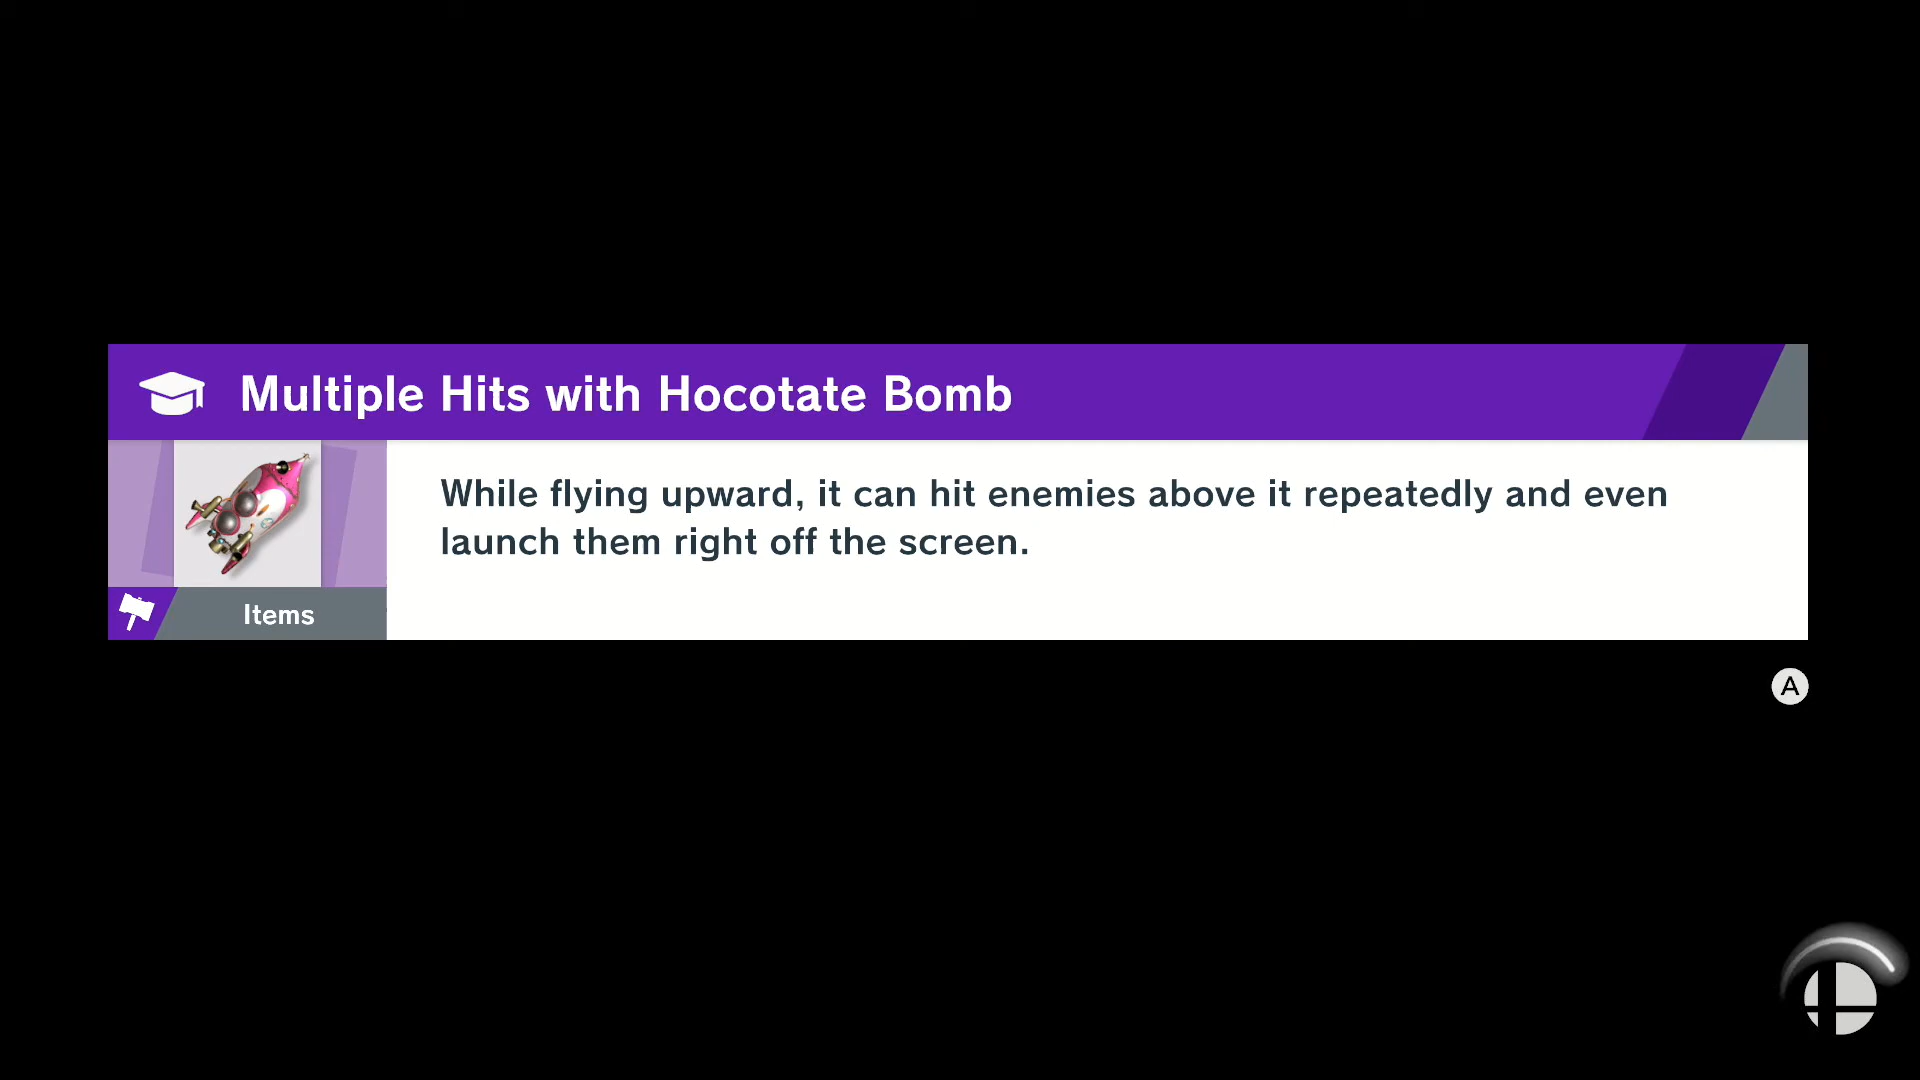 Multiple Hits with Hocotate Bomb
While flying upward, it can hit enemies above it repeatedly and even
launch them right off the screen.
Items
A